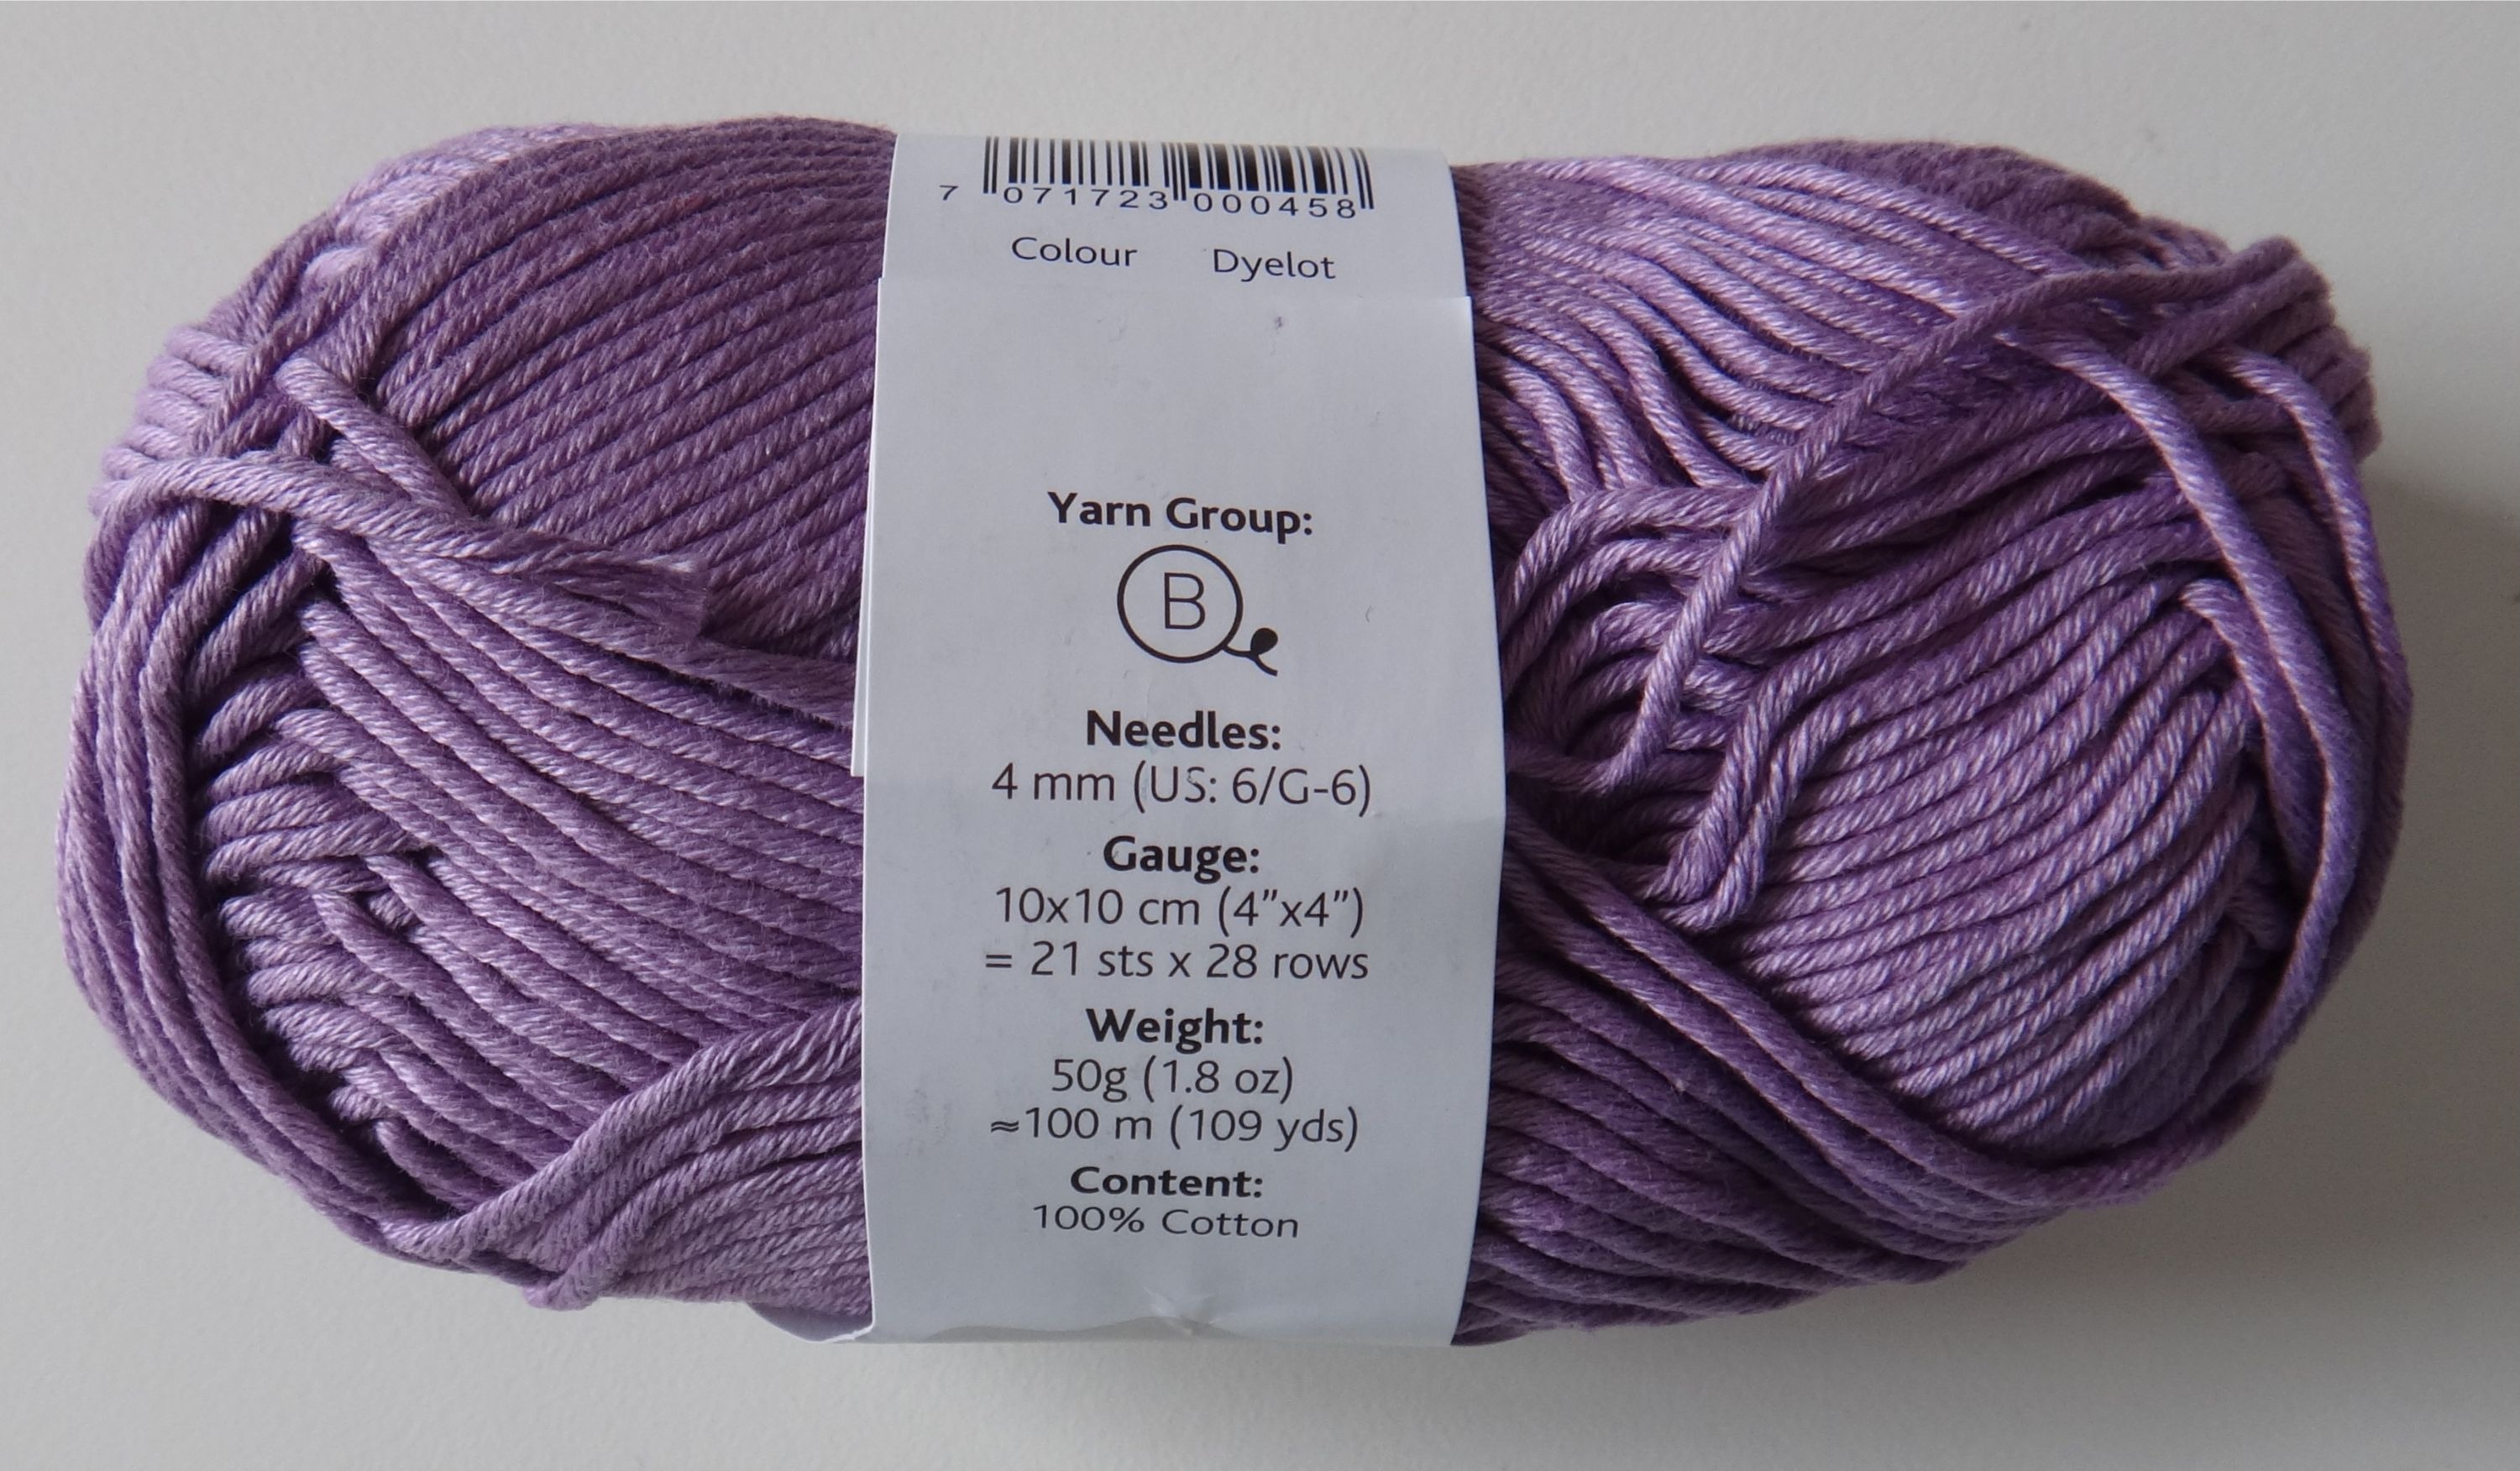 7 071723 000458
Colour Dyelot
Yarn Group:
B
Needles:
4 mm (US: 6/G-6)
Gauge:
10x10 cm (4”x4”)
= 21 sts x 28 rows
Weight:
50g (1.8 oz)
≈100 m (109 yds)
Content:
100% Cotton